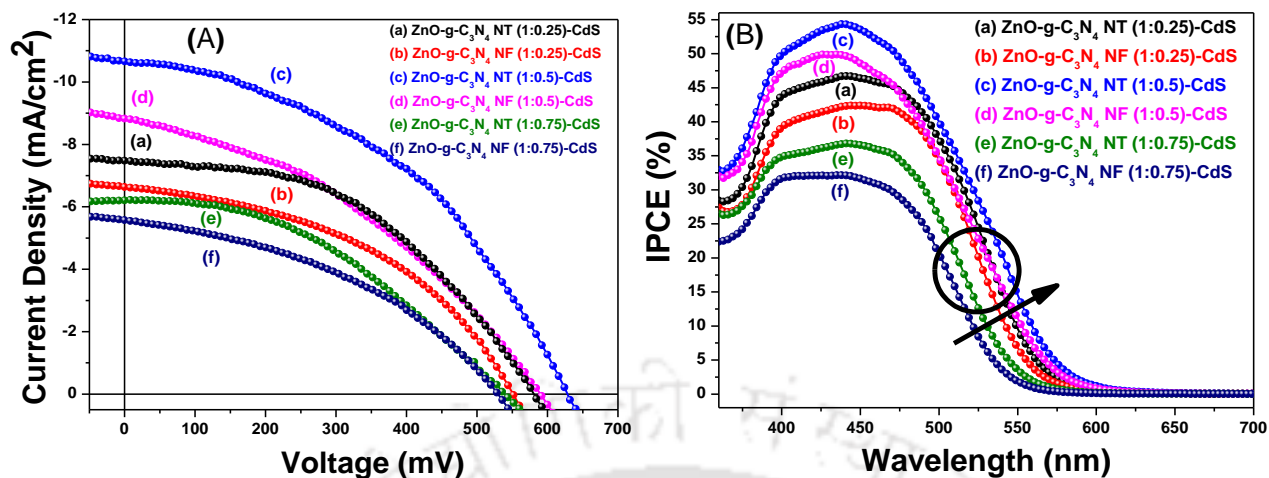 (A)
(a) ZnO-g-C3N4 NT (1:0.25)-CdS
(b) ZnO-g-C3N4 NF (1:0.25)-CdS
(c) ZnO-g-C3N4 NT (1:0.5)-CdS
(d) ZnO-g-C3N4 NF (1:0.5)-CdS
(e) ZnO-g-C3N4 NT (1:0.75)-CdS
(f) ZnO-g-C3N4 NF (1:0.75)-CdS
(c)
(d)
(a)
(b)
(e)
(f)
-12
-10
-8
-6
-4
-2
0
Current Density (mA/cm2)
0 100 200 300 400 500 600 700
Voltage (mV)
(B)
(a) ZnO-g-C3N4 NT (1:0.25)-CdS
(b) ZnO-g-C3N4 NF (1:0.25)-CdS
(c) ZnO-g-C3N4 NT (1:0.5)-CdS
(d) ZnO-g-C3N4 NF (1:0.5)-CdS
(e) ZnO-g-C3N4 NT (1:0.75)-CdS
(f) ZnO-g-C3N4 NF (1:0.75)-CdS
(c)
(d)
(a)
(b)
(e)
(f)
55
50
45
40
35
30
25
20
15
10
5
0
IPCE (%)
400 450 500 550 600 650 700
Wavelength (nm)